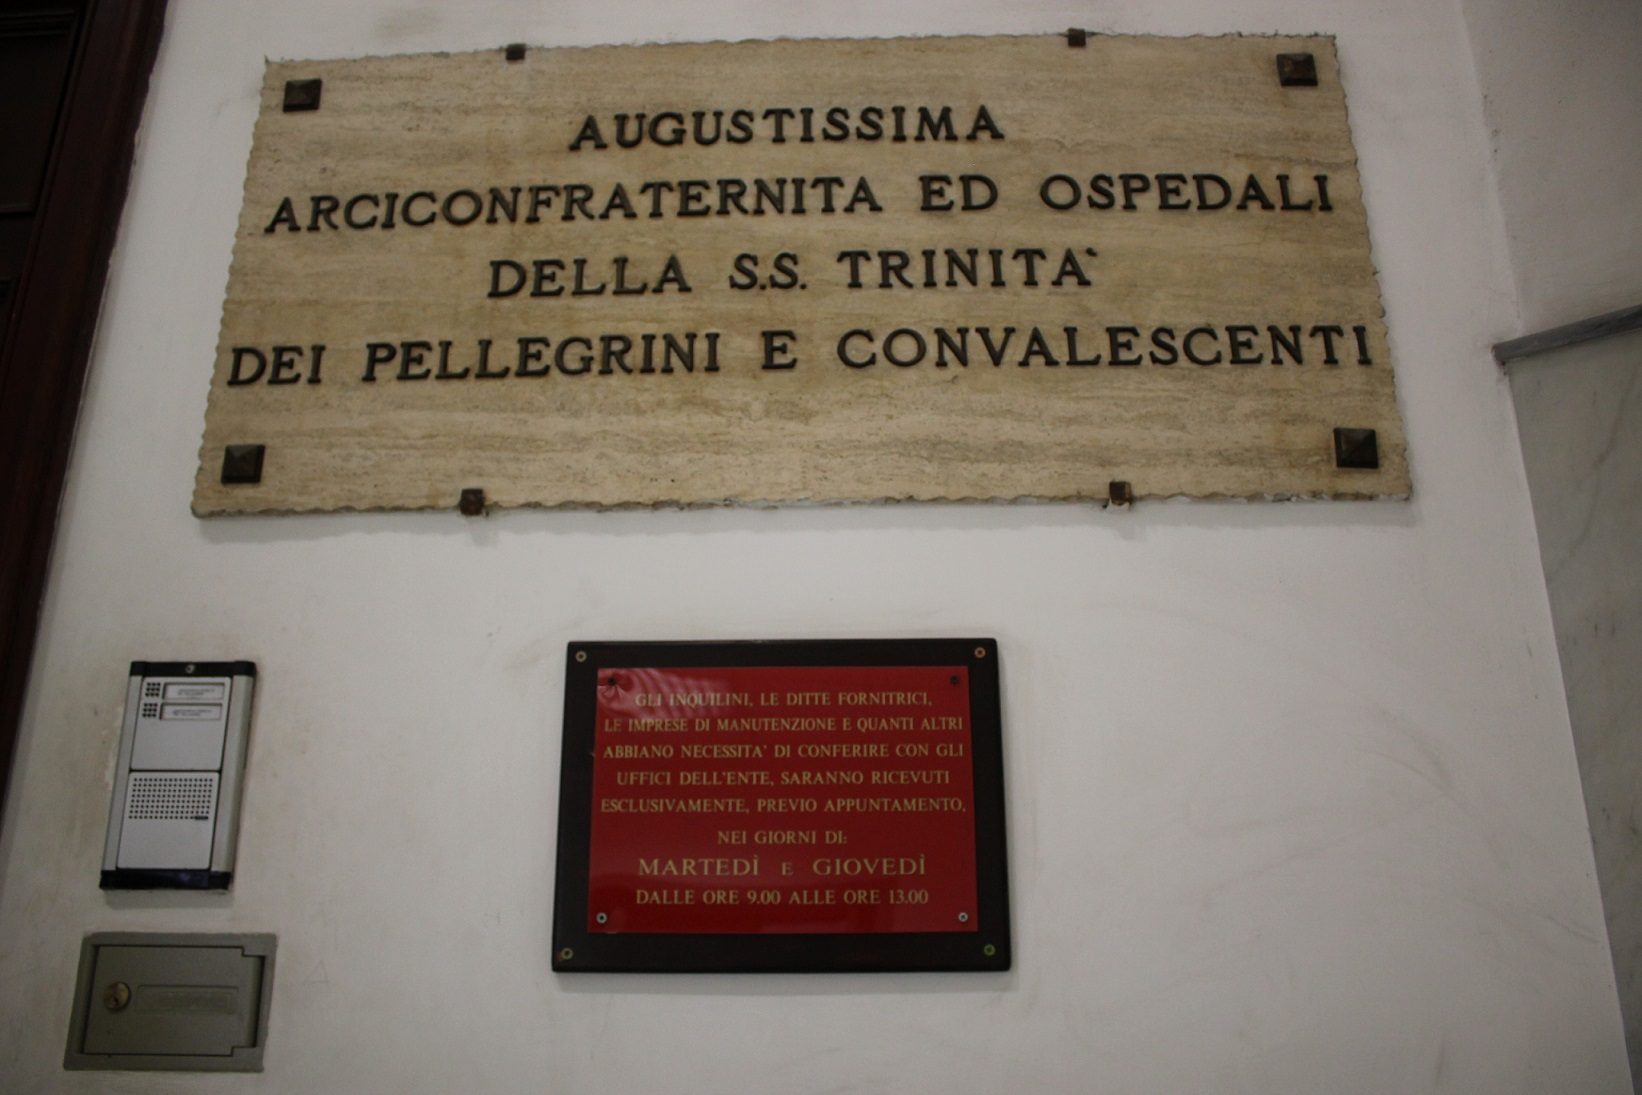 AUGUSTISSIMA
ARCICONFRATERNITA ED OSPEDALI
DELLA S.S. TRINITA'
DEI PELLEGRINI E CONVALESCENTI
GLI INQUILINI, LE DITTE FORNITRICI,
LE IMPRESE DI MANUTENZIONE E QUANTI ALTRI
ABBIANO NECESSITA' DI CONFERIRE CON GLI
UFFICI DELL'ENTE, SARANNO RICEVUTI
ESCLUSIVAMENTE, PREVIO APPUNTAMENTO,
NEI GIORNI DI:
MARTEDÌ E GIOVEDÌ
DALLE ORE 9.00 ALLE ORE 13.00